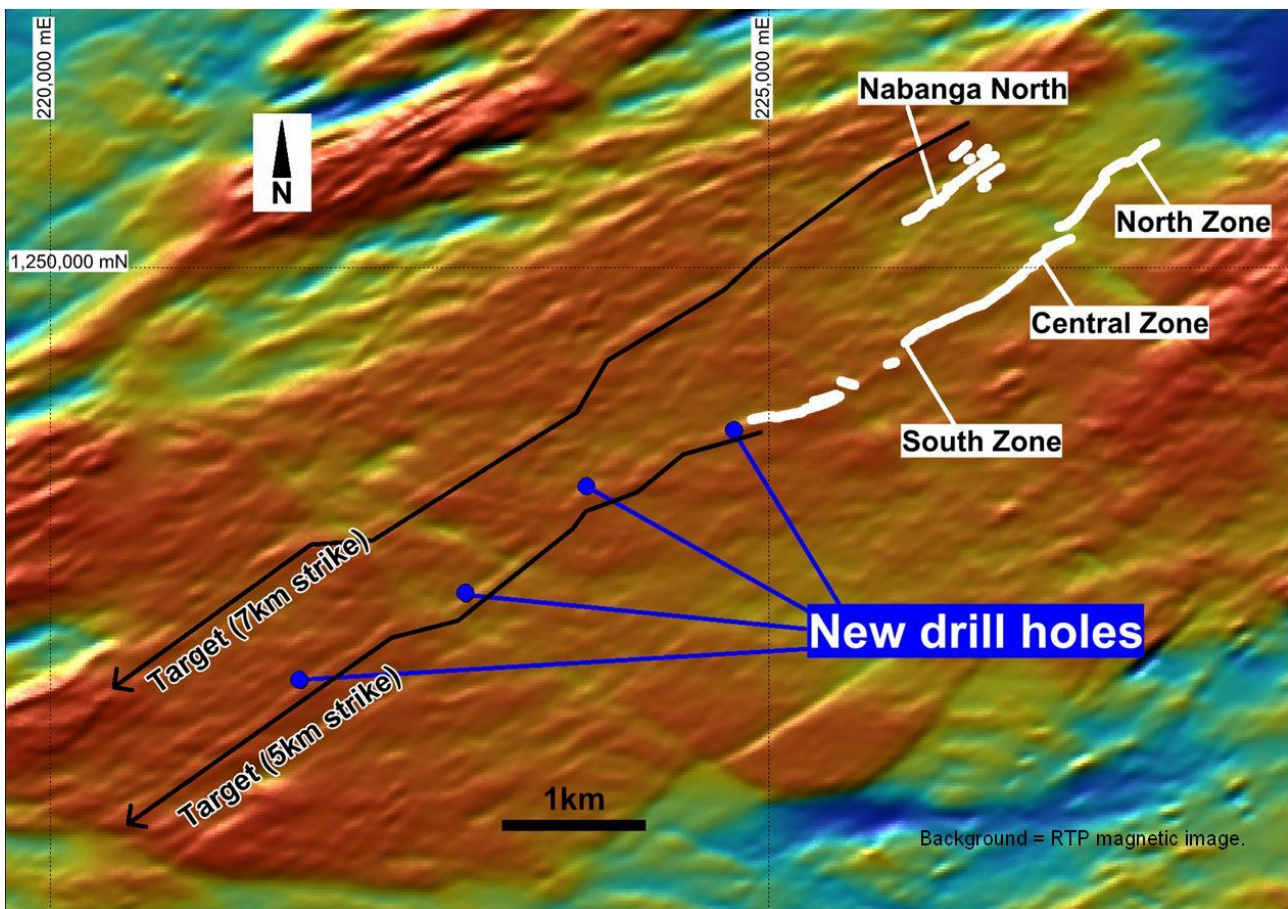 220,000 mE
225,000 mE
Nabanga North
N
North Zone
1,250,000 mN
Central Zone
South Zone
Target (7km strike)
New drill holes
Target (5km strike)
1km
Background = RTP magnetic image.